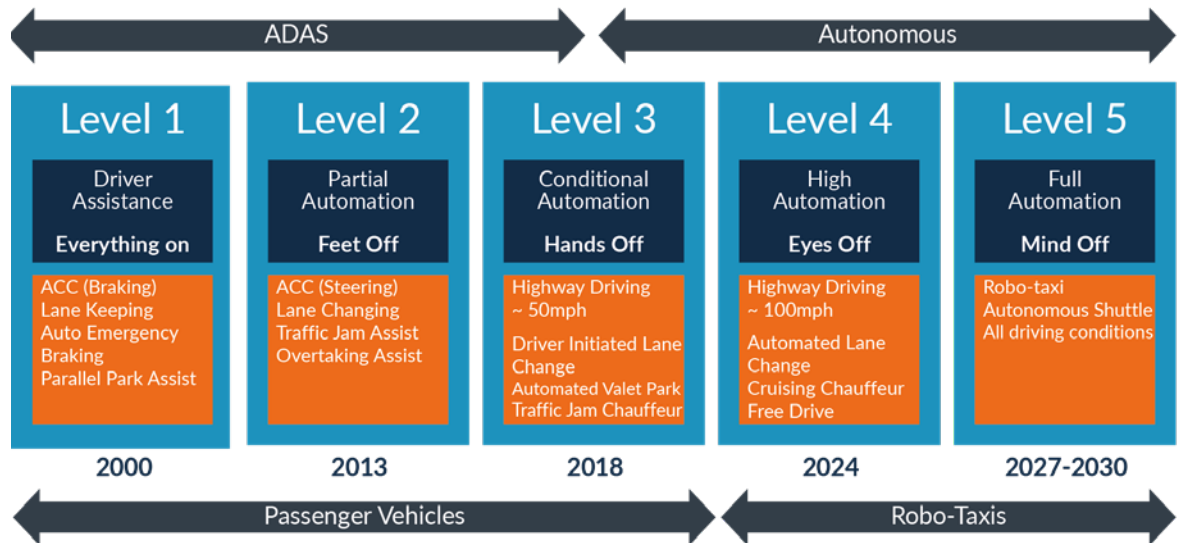 ADAS
Autonomous
Level 1
Driver
Assistance
Everything on
ACC (Braking)
Lane Keeping
Auto Emergency
Braking
Parallel Park Assist
2000
Level 2
Partial
Automation
Feet Off
ACC (Steering)
Lane Changing
Traffic Jam Assist
Overtaking Assist
2013
Level 3
Conditional
Automation
Hands Off
Highway Driving
~ 50mph
Driver Initiated Lane
Change
Automated Valet Park
Traffic Jam Chauffeur
2018
Level 4
High
Automation
Eyes Off
Highway Driving
~ 100mph
Automated Lane
Change
Cruising Chauffeur
Free Drive
2024
Level 5
Full
Automation
Mind Off
Robo-taxi
Autonomous Shuttle
All driving conditions
2027-2030
Passenger Vehicles
Robo-Taxis